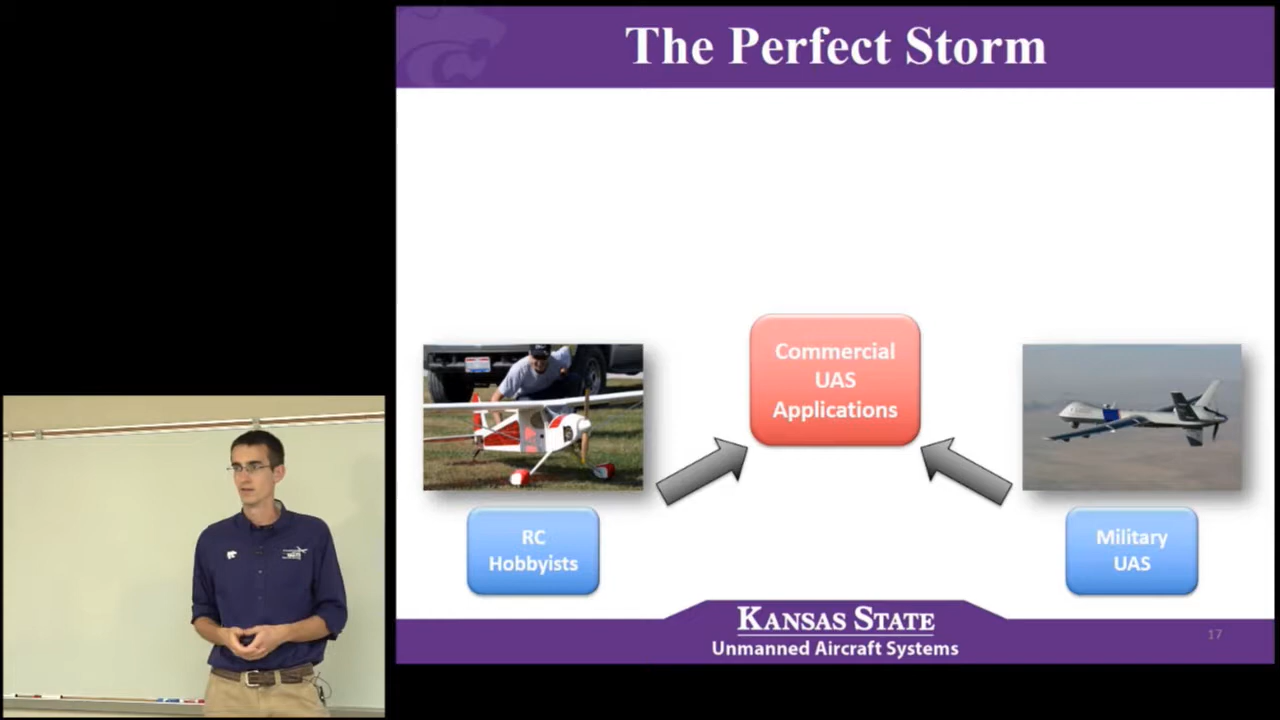 The Perfect Storm
Commercial
UAS
Applications
RC
Hobbyists
Military
UAS
KANSAS STATE
Unmanned Aircraft Systems
17